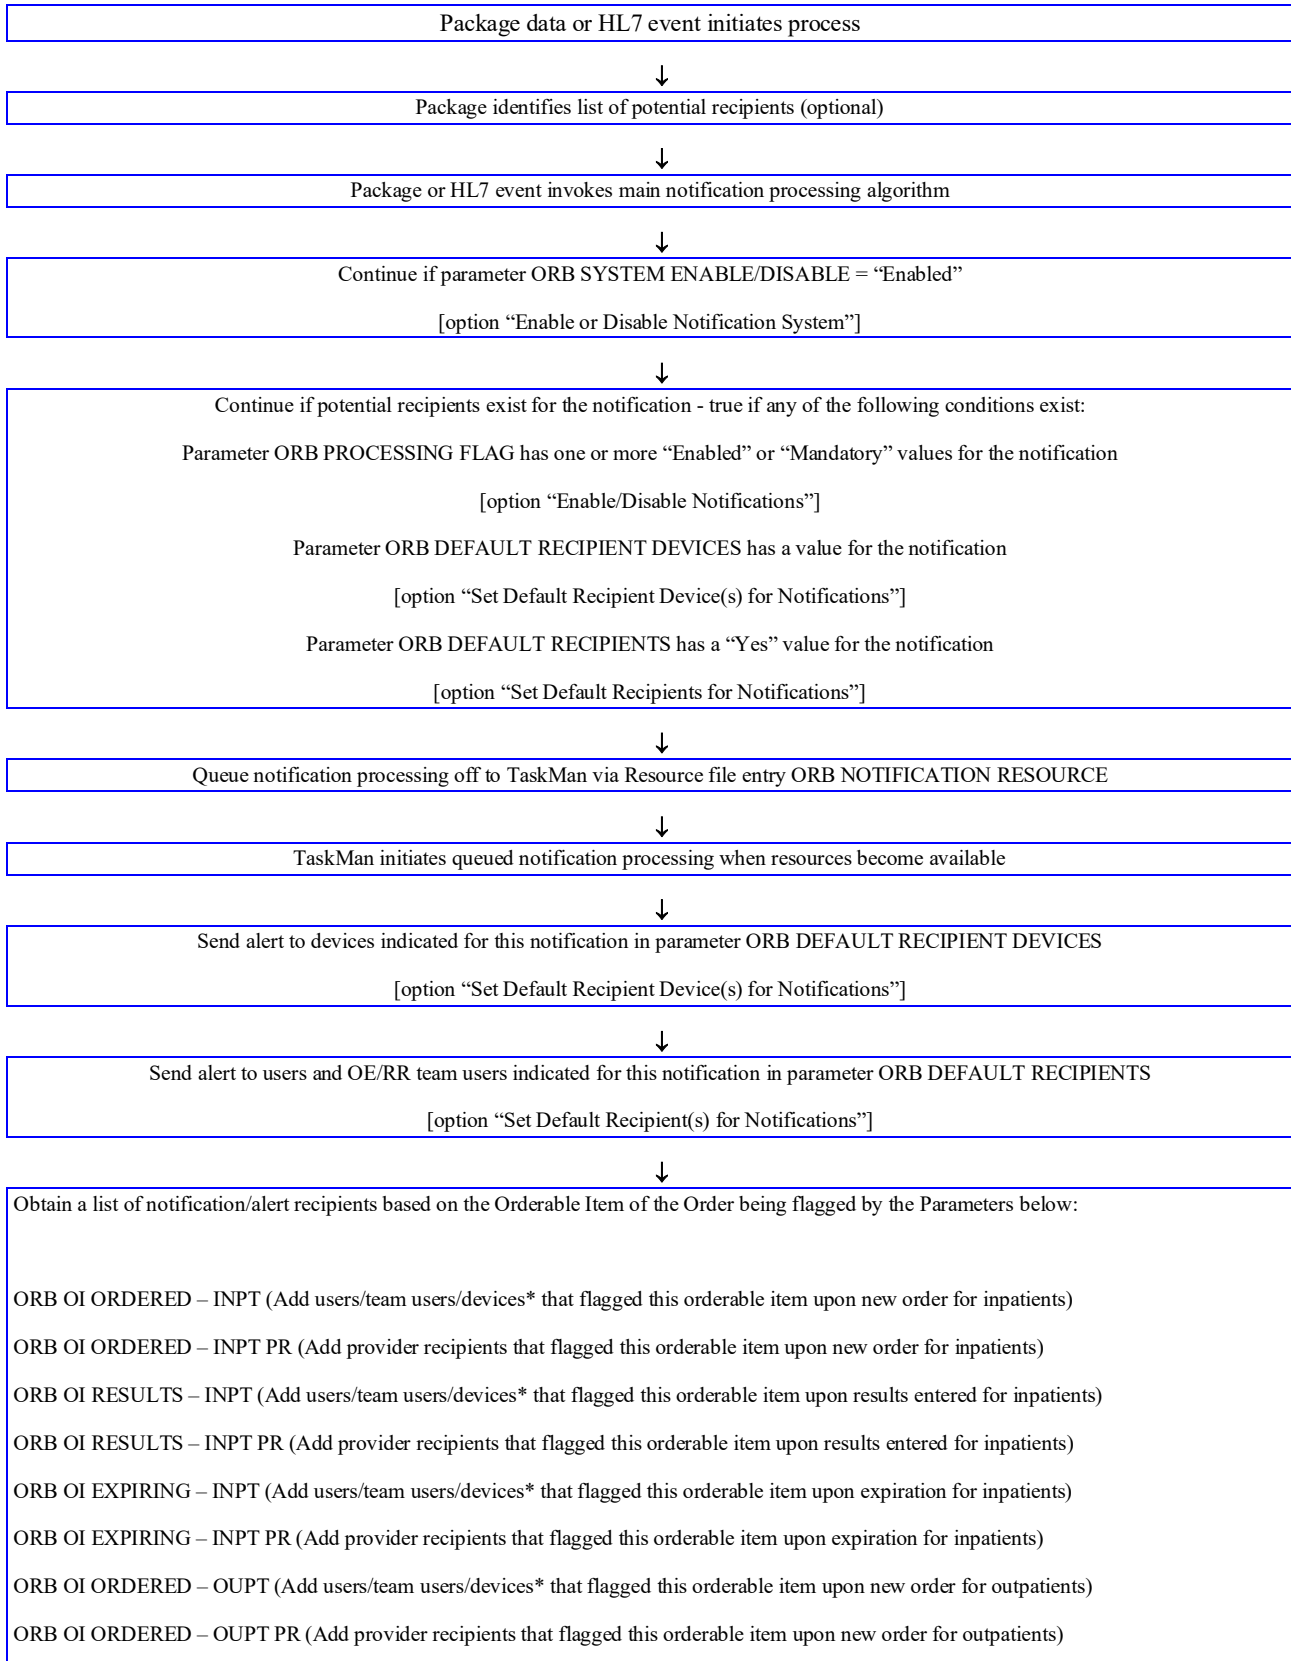 Package data or HL7 event initiates process
↓
Package identifies list of potential recipients (optional)
↓
Package or HL7 event invokes main notification processing algorithm
↓
Continue if parameter ORB SYSTEM ENABLE/DISABLE = “Enabled”
[option “Enable or Disable Notification System”]
↓
Continue if potential recipients exist for the notification - true if any of the following conditions exist:
Parameter ORB PROCESSING FLAG has one or more “Enabled” or “Mandatory” values for the notification
[option “Enable/Disable Notifications”]
Parameter ORB DEFAULT RECIPIENT DEVICES has a value for the notification
[option “Set Default Recipient Device(s) for Notifications”]
Parameter ORB DEFAULT RECIPIENTS has a “Yes” value for the notification
[option “Set Default Recipients for Notifications”]
↓
Queue notification processing off to TaskMan via Resource file entry ORB NOTIFICATION RESOURCE
↓
TaskMan initiates queued notification processing when resources become available
↓
Send alert to devices indicated for this notification in parameter ORB DEFAULT RECIPIENT DEVICES
[option “Set Default Recipient Device(s) for Notifications”]
↓
Send alert to users and OE/RR team users indicated for this notification in parameter ORB DEFAULT RECIPIENTS
[option “Set Default Recipient(s) for Notifications”]
↓
Obtain a list of notification/alert recipients based on the Orderable Item of the Order being flagged by the Parameters below:
ORB OI ORDERED – INPT (Add users/team users/devices* that flagged this orderable item upon new order for inpatients)
ORB OI ORDERED – INPT PR (Add provider recipients that flagged this orderable item upon new order for inpatients)
ORB OI RESULTS – INPT (Add users/team users/devices* that flagged this orderable item upon results entered for inpatients)
ORB OI RESULTS – INPT PR (Add provider recipients that flagged this orderable item upon results entered for inpatients)
ORB OI EXPIRING – INPT (Add users/team users/devices* that flagged this orderable item upon expiration for inpatients)
ORB OI EXPIRING – INPT PR (Add provider recipients that flagged this orderable item upon expiration for inpatients)
ORB OI ORDERED – OUPT (Add users/team users/devices* that flagged this orderable item upon new order for outpatients)
ORB OI ORDERED – OUPT PR (Add provider recipients that flagged this orderable item upon new order for outpatients)